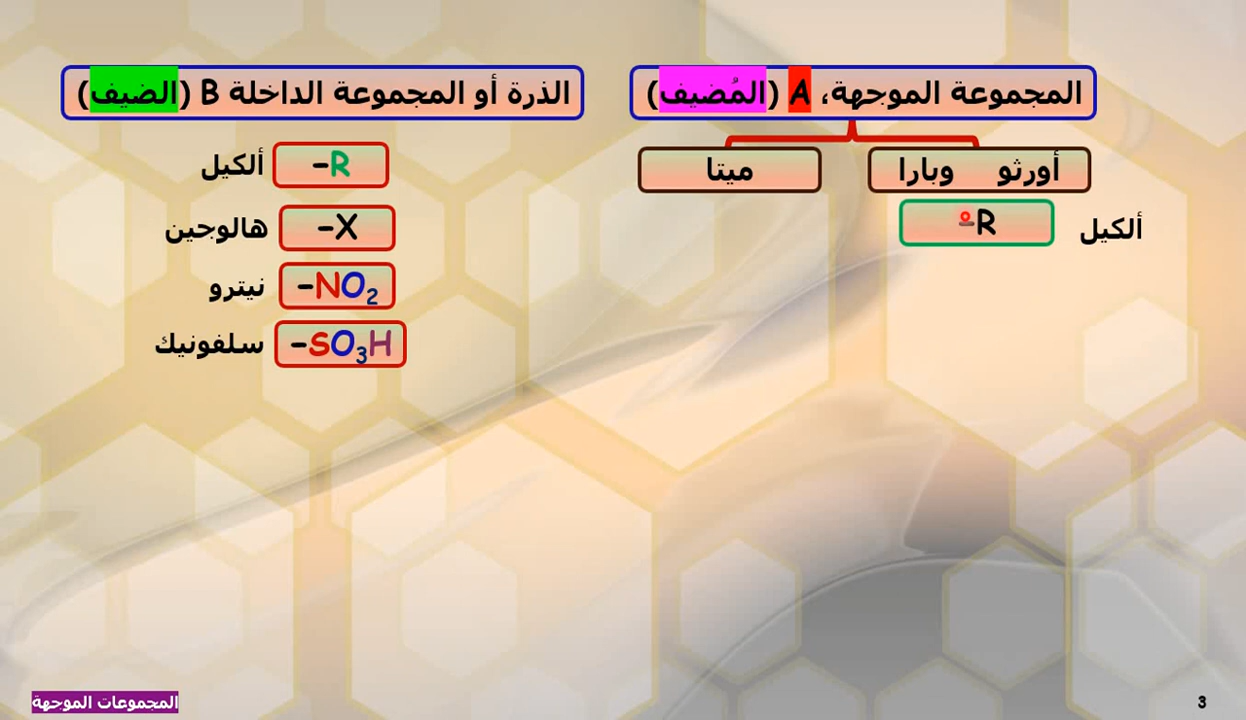 المجموعة الموجهة، A (المُضيف)
الذرة أو المجموعة الداخلة B (الضيف)
أورثو وبارا
ميتا
ألكيل -R
-R ألكيل
-X هالوجين
-NO₂ نيترو
-SO₃H سلفونيك
المجموعات الموجهة
3